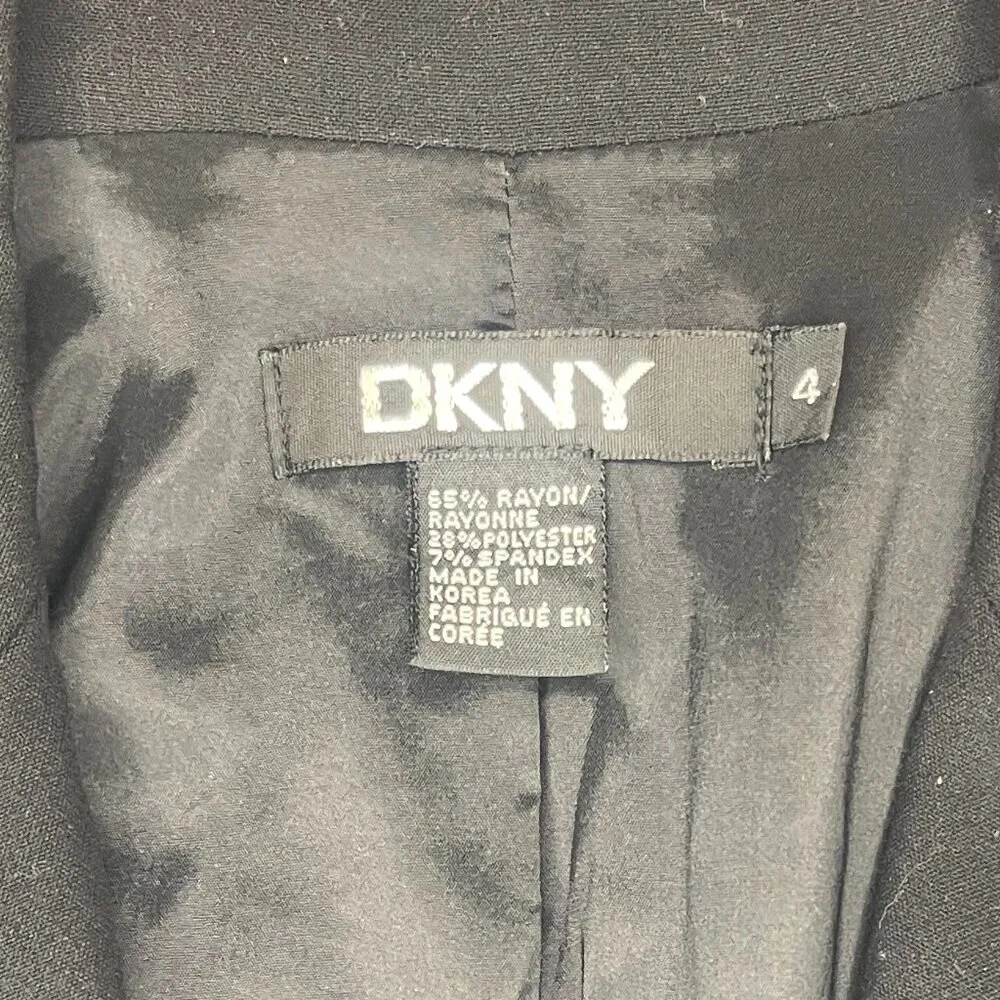 DKNY
4
65% RAYON/
RAYONNE
28% POLYESTER
7% SPANDEX
MADE IN
KOREA
FABRIQUÉ EN
CORÉE